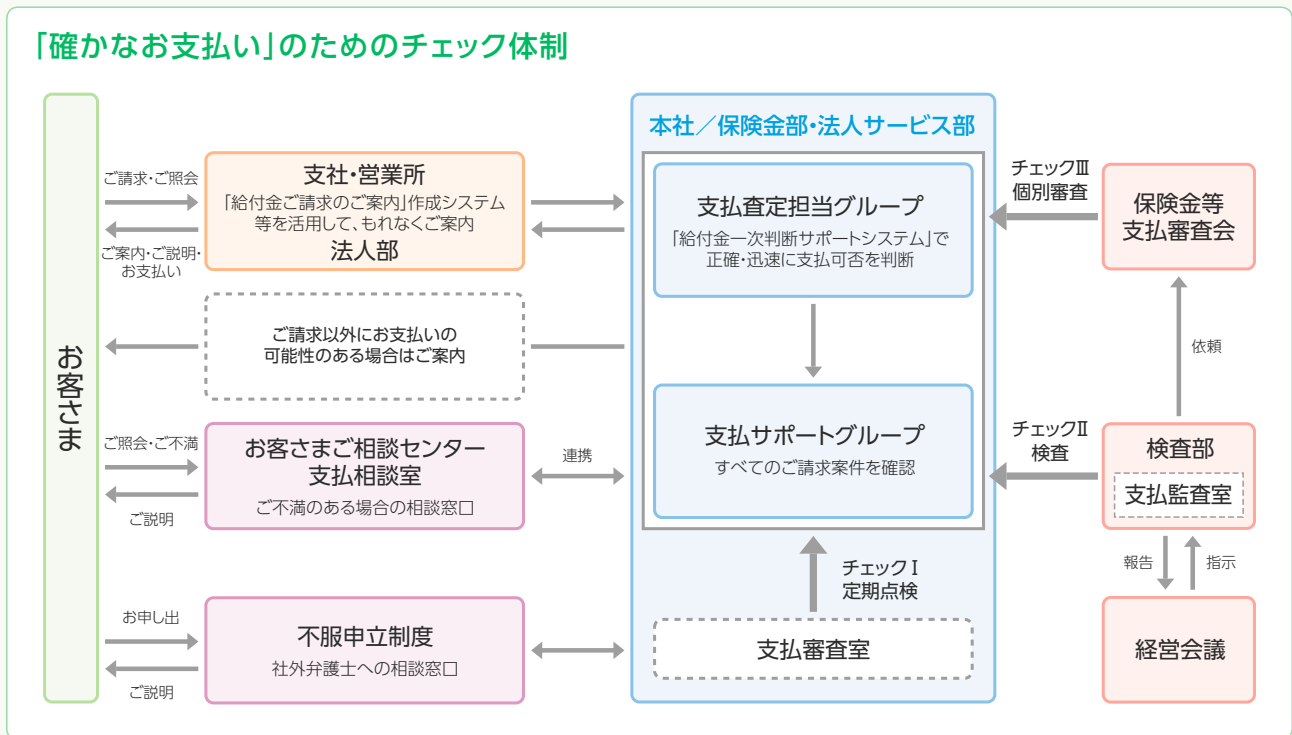 「確かなお支払い」のためのチェック体制
お客さま
ご請求・ご照会
ご案内・ご説明・
お支払い
支社・営業所
「給付金ご請求のご案内」作成システム
等を活用して、もれなくご案内
法人部
ご請求以外にお支払いの
可能性のある場合はご案内
ご照会・ご不満
ご説明
お客さまご相談センター
支払相談室
ご不満のある場合の相談窓口
連携
お申し出
ご説明
不服申立制度
社外弁護士への相談窓口
本社／保険金部・法人サービス部
支払査定担当グループ
「給付金一次判断サポートシステム」で
正確・迅速に支払可否を判断
支払サポートグループ
すべてのご請求案件を確認
チェックⅠ
定期点検
支払審査室
チェックⅢ
個別審査
保険金等
支払審査会
依頼
チェックⅡ
検査
検査部
支払監査室
報告
指示
経営会議